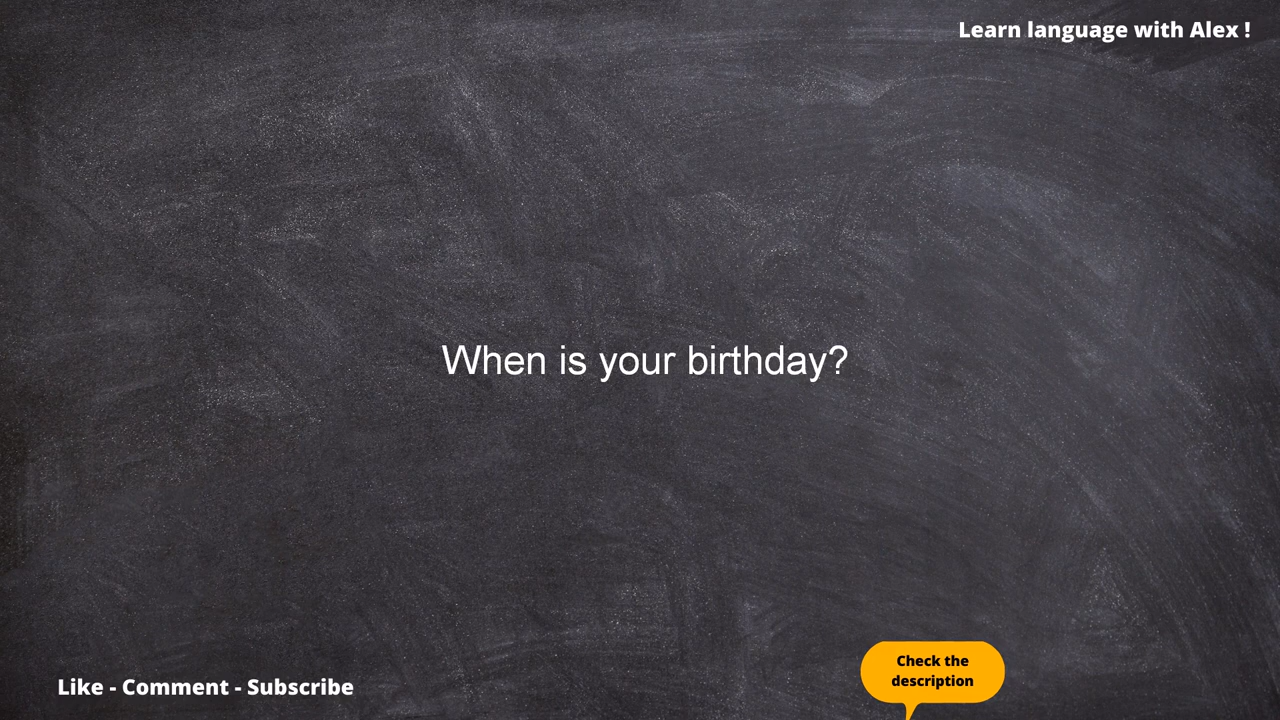 Learn language with Alex !
When is your birthday?
Check the
description
Like - Comment - Subscribe